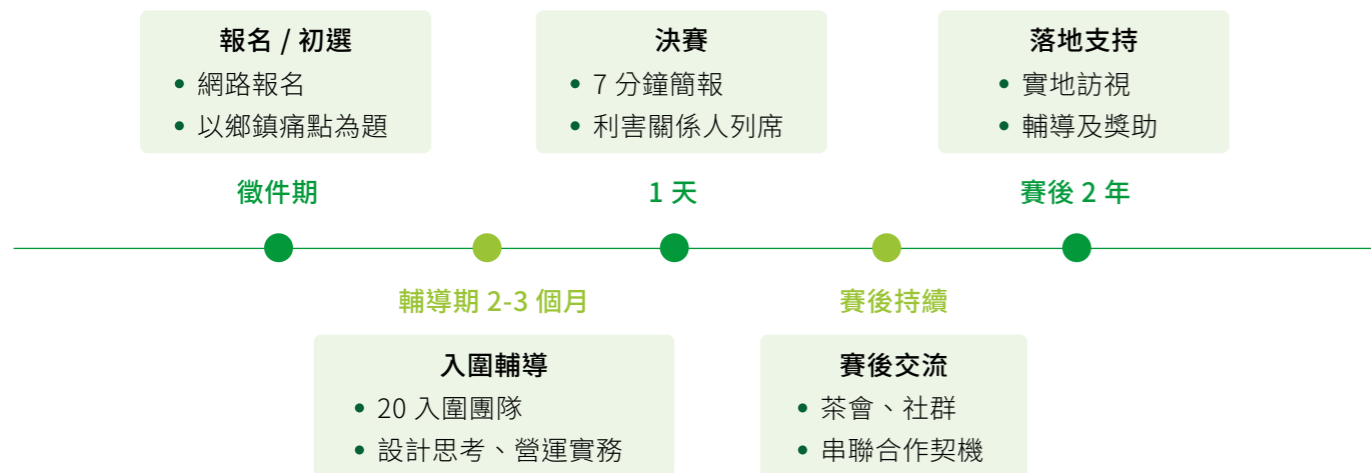 報名 / 初選
網路報名
以鄉鎮痛點為題
徵件期
輔導期 2-3 個月
入圍輔導
20 入圍團隊
設計思考、營運實務
決賽
7 分鐘簡報
利害關係人列席
1 天
賽後持續
賽後交流
茶會、社群
串聯合作契機
落地支持
實地訪視
輔導及獎助
賽後 2 年